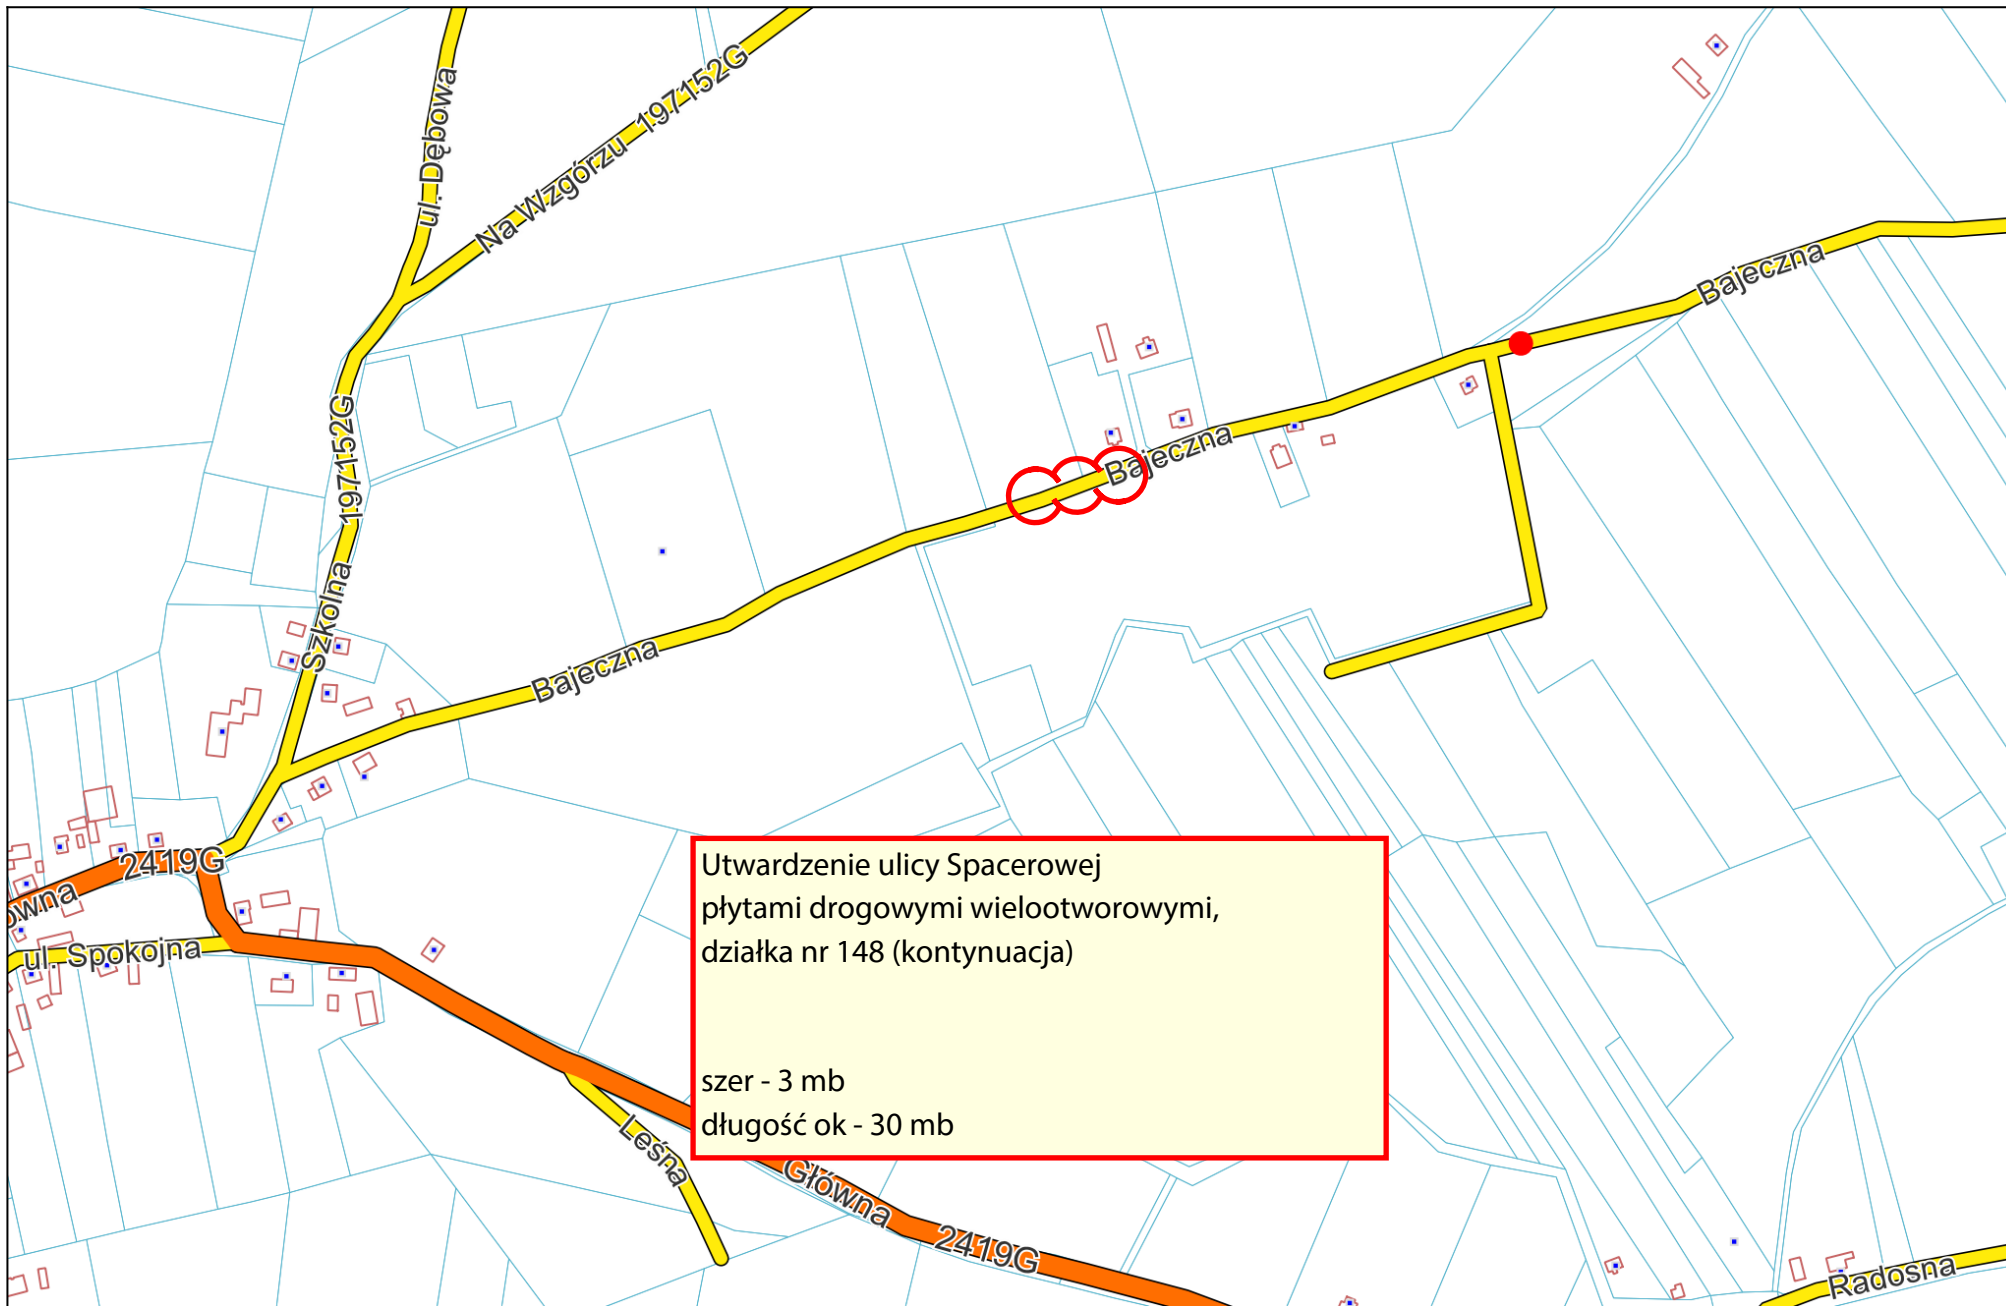 ul. Dębowa
Na Wzgórzu 197152G
197152G
Szkolna
Bajeczna
Bajeczna
Bajeczna
2419G
ul. Spokojna
Utwardzenie ulicy Spacerowej
płytami drogowymi wielootworowymi,
działka nr 148 (kontynuacja)
szer - 3 mb
długość ok - 30 mb
Leśna
Główna
2419G
Radosna